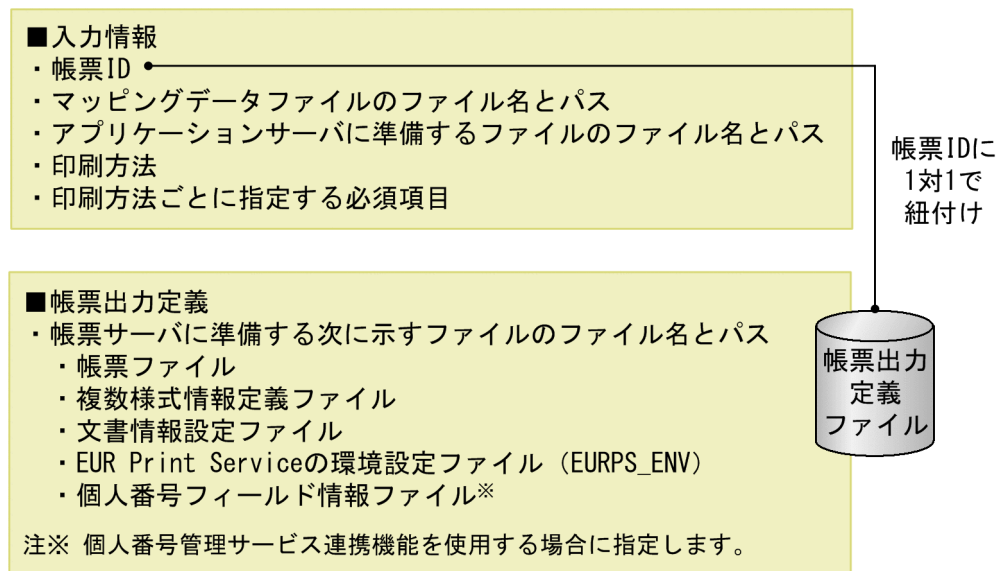 ■入力情報
・帳票ID
・マッピングデータファイルのファイル名とパス
・アプリケーションサーバに準備するファイルのファイル名とパス
・印刷方法
・印刷方法ごとに指定する必須項目
帳票IDに
1対1で
紐付け
■帳票出力定義
・帳票サーバに準備する次に示すファイルのファイル名とパス
・帳票ファイル
・複数様式情報定義ファイル
・文書情報設定ファイル
・EUR Print Serviceの環境設定ファイル（EURPS_ENV）
・個人番号フィールド情報ファイル※
注※ 個人番号管理サービス連携機能を使用する場合に指定します。
帳票出力
定義
ファイル